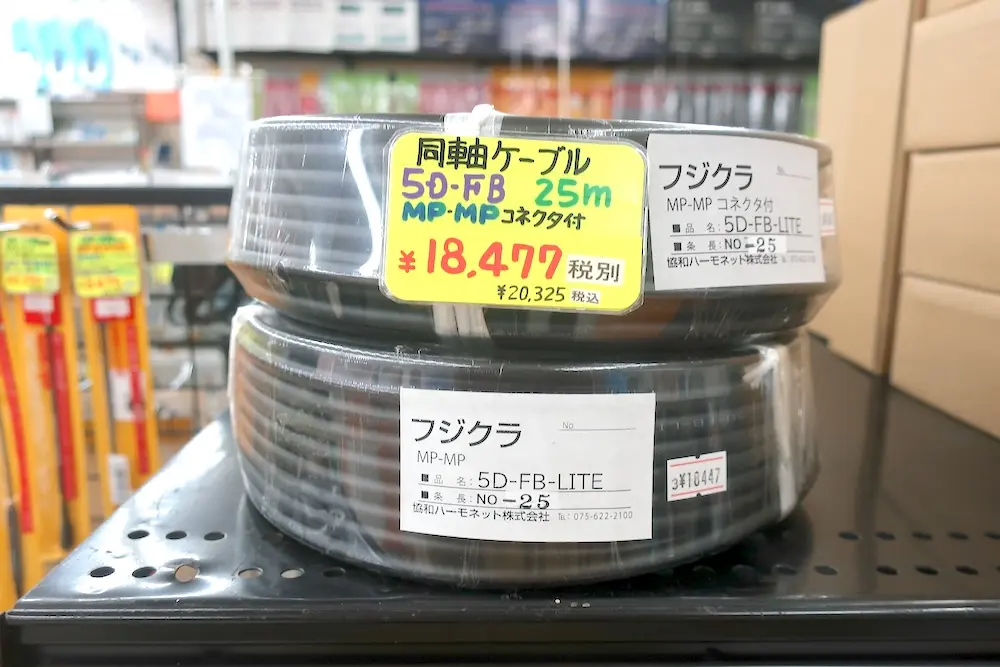 同軸ケーブル
5D-FB 25m
MP-MPコネクタ付
¥18,477 税別
¥20,325 税込
フジクラ
No.
MP-MP コネクタ付
■品 名: 5D-FB-LITE
■条 長: NO -25
協和ハーモネット株式会社
フジクラ
No
MP-MP
■品 名: 5D-FB-LITE
■条 長: NO -25
協和ハーモネット株式会社 TEL: 075-622-2100
3¥18447